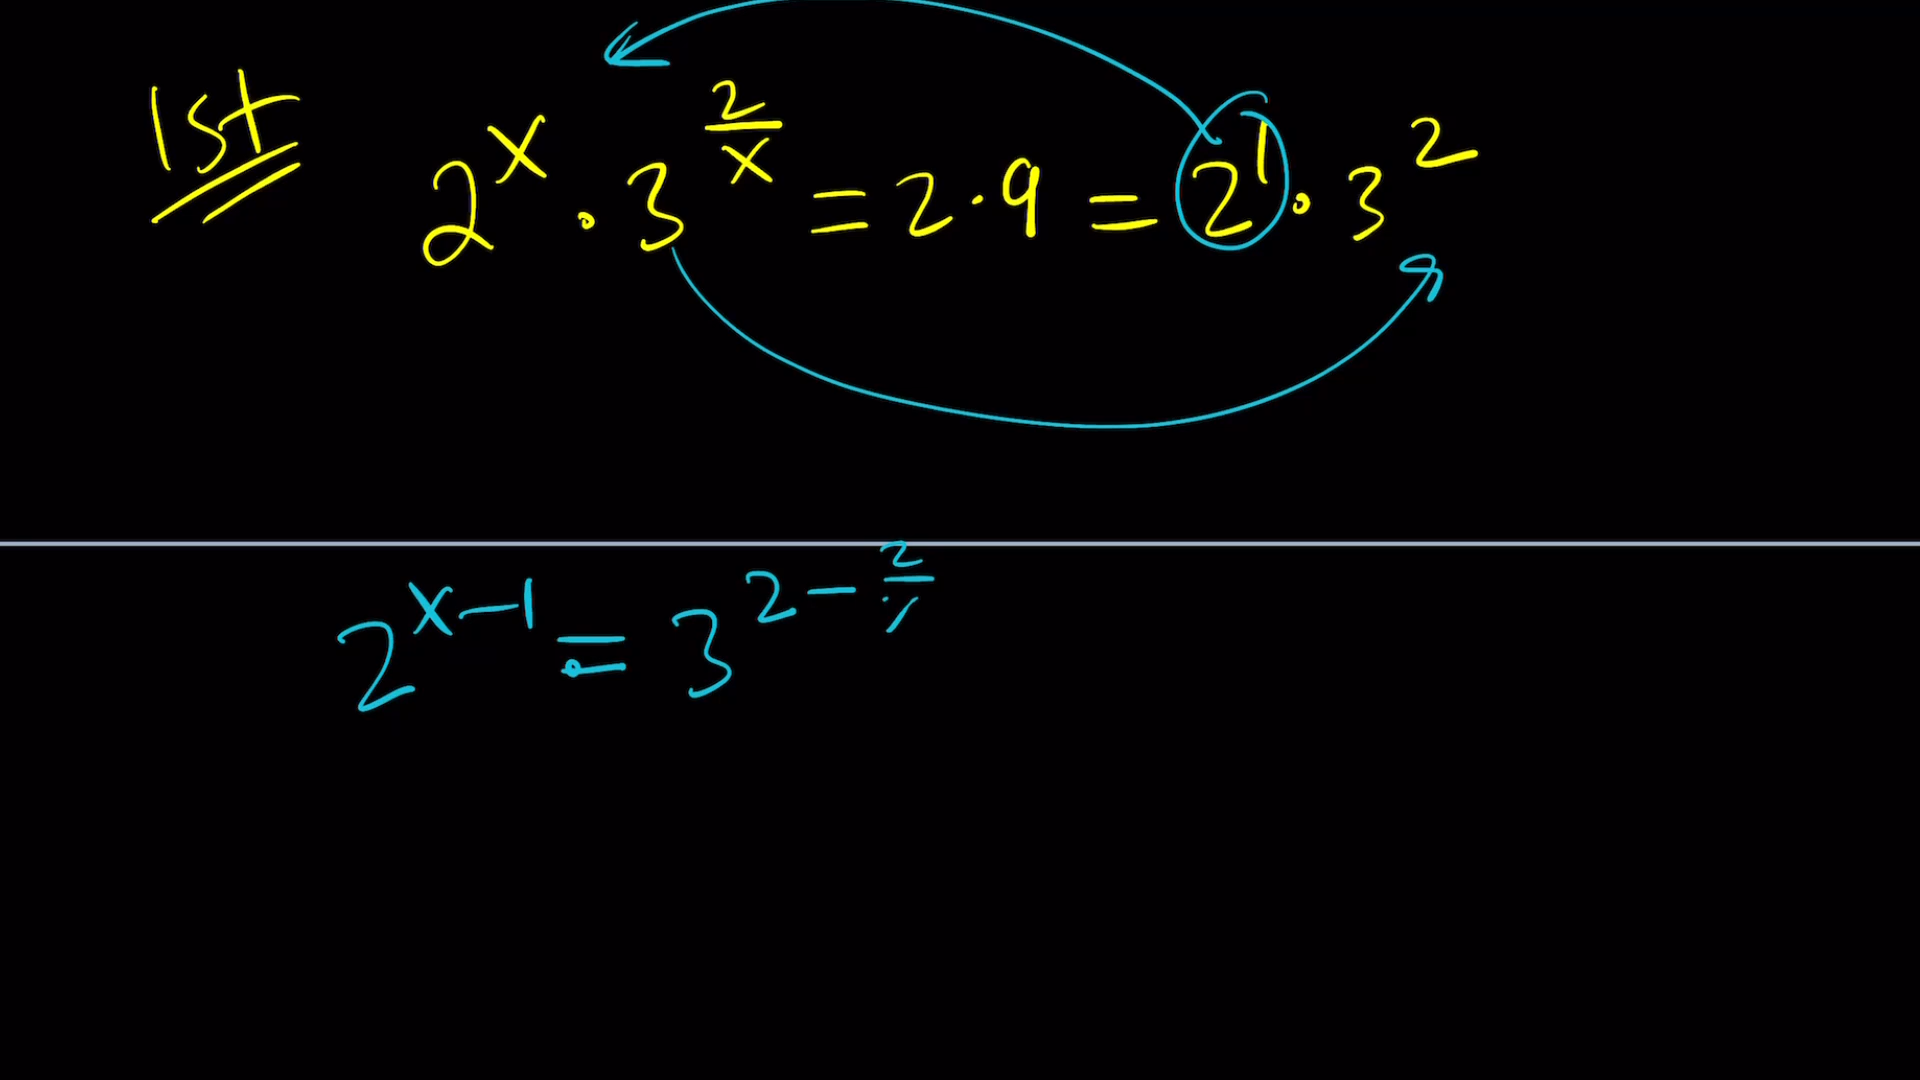 1st
2^x · 3^(2/x) = 2 · 9 = 2^1 · 3^2
2^(x-1) = 3^(2 - 2/x)